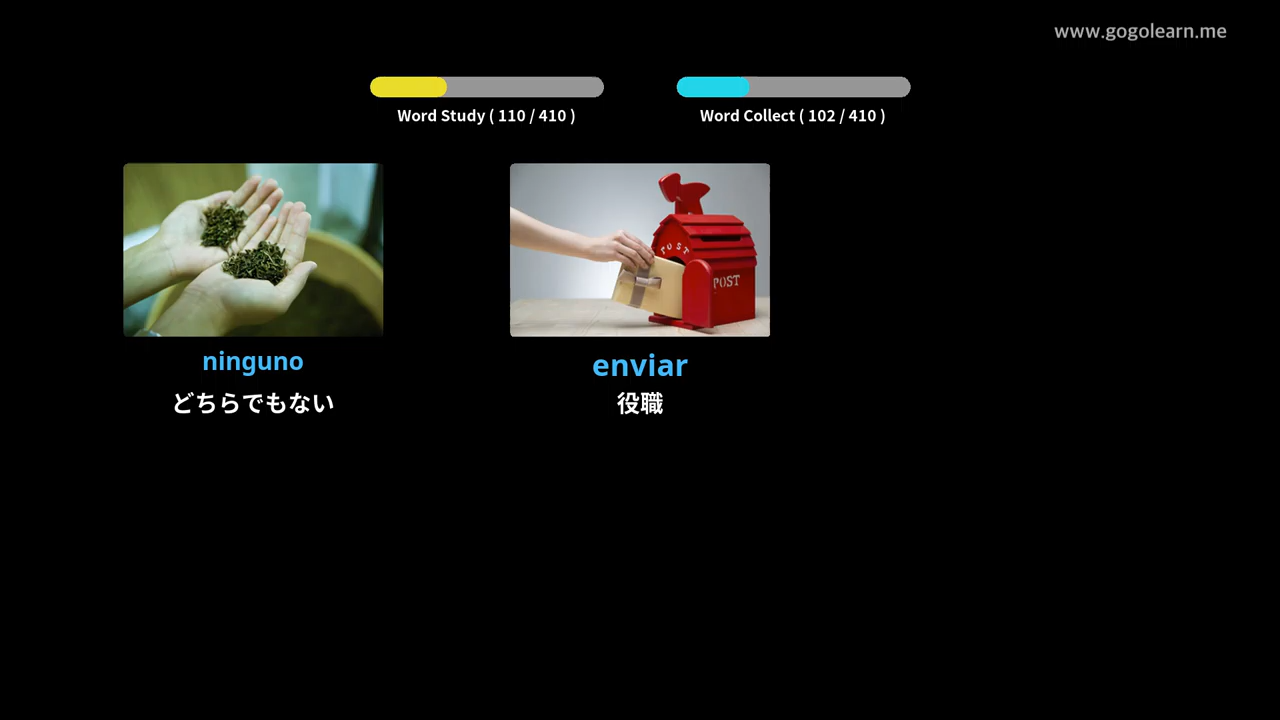 www.gogolearn.me
Word Study ( 110 / 410 )
Word Collect ( 102 / 410 )
POST
POST
ninguno
enviar
どちらでもない
役職